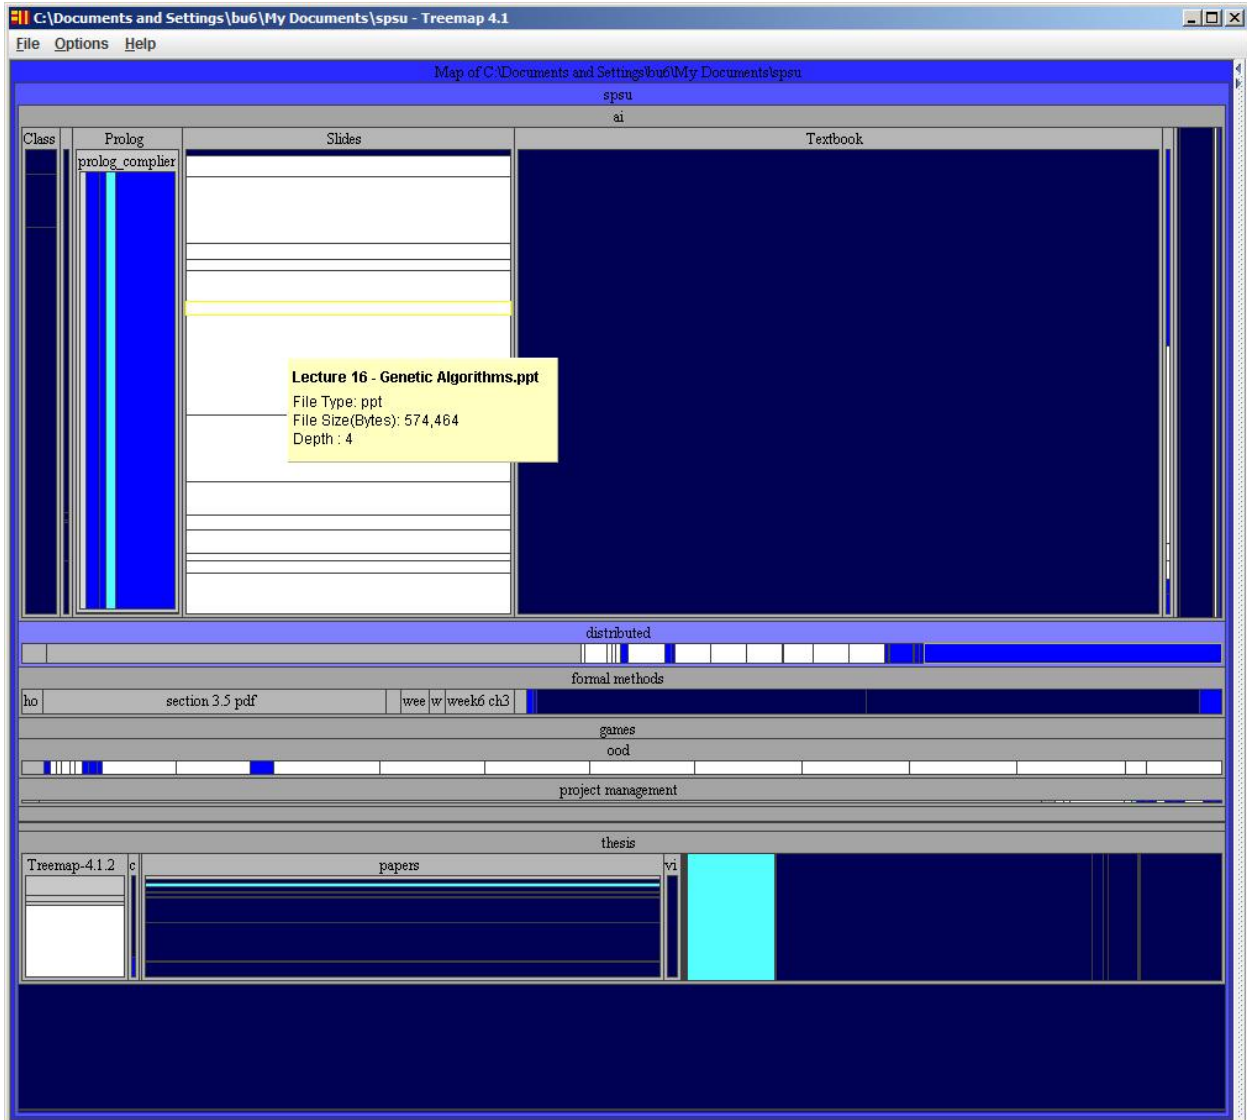 C:\Documents and Settings\bu6\My Documents\spsu - Treemap 4.1
File Options Help
Map of C:\Documents and Settings\bu6\My Documents\spsu
spsu
ai
Class Prolog Slides Textbook
prolog_complier
Lecture 16 - Genetic Algorithms.ppt
File Type: ppt
File Size(Bytes): 574,464
Depth : 4
distributed
formal methods
ho section 3.5 pdf wee w week6 ch3
games
ood
project management
thesis
Treemap-4.1.2 c papers vi